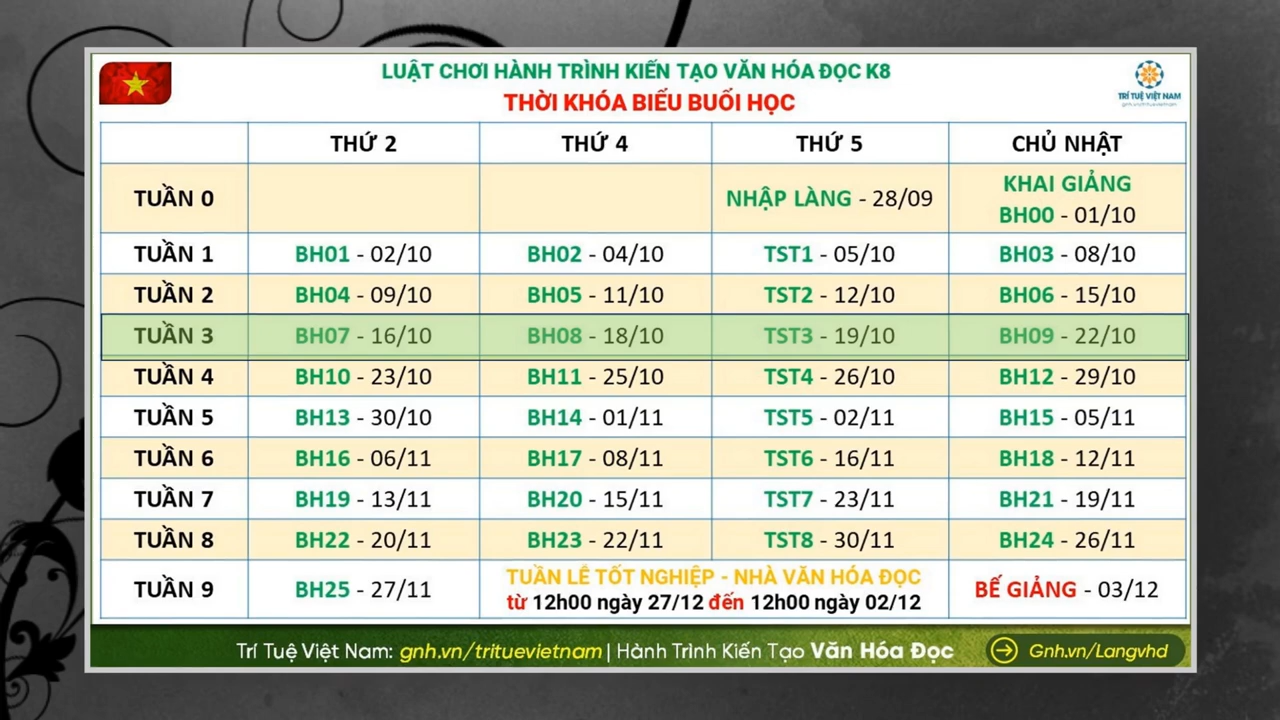 LUẬT CHƠI HÀNH TRÌNH KIẾN TẠO VĂN HÓA ĐỌC K8
THỜI KHÓA BIỂU BUỔI HỌC
TRÍ TUỆ VIỆT NAM
gnh.vn/trituevietnam
THỨ 2 THỨ 4 THỨ 5 CHỦ NHẬT
TUẦN 0 NHẬP LÀNG - 28/09 KHAI GIẢNG
BH00 - 01/10
TUẦN 1 BH01 - 02/10 BH02 - 04/10 TST1 - 05/10 BH03 - 08/10
TUẦN 2 BH04 - 09/10 BH05 - 11/10 TST2 - 12/10 BH06 - 15/10
TUẦN 3 BH07 - 16/10 BH08 - 18/10 TST3 - 19/10 BH09 - 22/10
TUẦN 4 BH10 - 23/10 BH11 - 25/10 TST4 - 26/10 BH12 - 29/10
TUẦN 5 BH13 - 30/10 BH14 - 01/11 TST5 - 02/11 BH15 - 05/11
TUẦN 6 BH16 - 06/11 BH17 - 08/11 TST6 - 16/11 BH18 - 12/11
TUẦN 7 BH19 - 13/11 BH20 - 15/11 TST7 - 23/11 BH21 - 19/11
TUẦN 8 BH22 - 20/11 BH23 - 22/11 TST8 - 30/11 BH24 - 26/11
TUẦN 9 BH25 - 27/11 TUẦN LỄ TỐT NGHIỆP - NHÀ VĂN HÓA ĐỌC
từ 12h00 ngày 27/12 đến 12h00 ngày 02/12 BẾ GIẢNG - 03/12
Trí Tuệ Việt Nam: gnh.vn/trituevietnam | Hành Trình Kiến Tạo Văn Hóa Đọc Gnh.vn/Langvhd